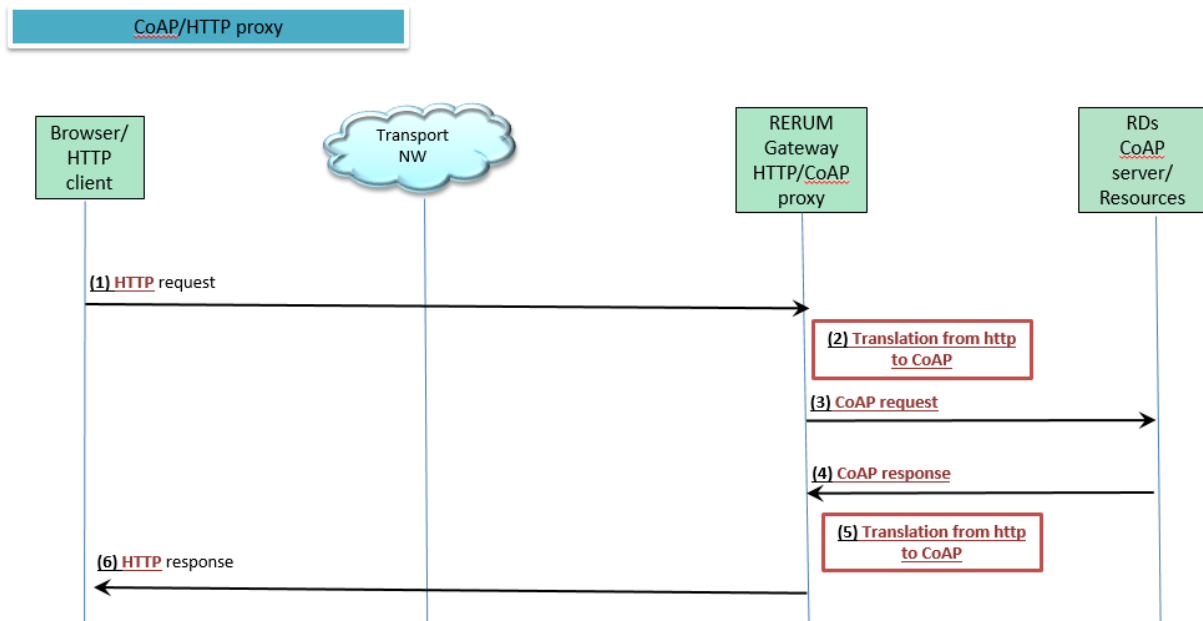 CoAP/HTTP proxy
Browser/
HTTP
client
Transport
NW
RERUM
Gateway
HTTP/CoAP
proxy
RDs
CoAP
server/
Resources
(1) HTTP request
(2) Translation from http
to CoAP
(3) CoAP request
(4) CoAP response
(5) Translation from http
to CoAP
(6) HTTP response